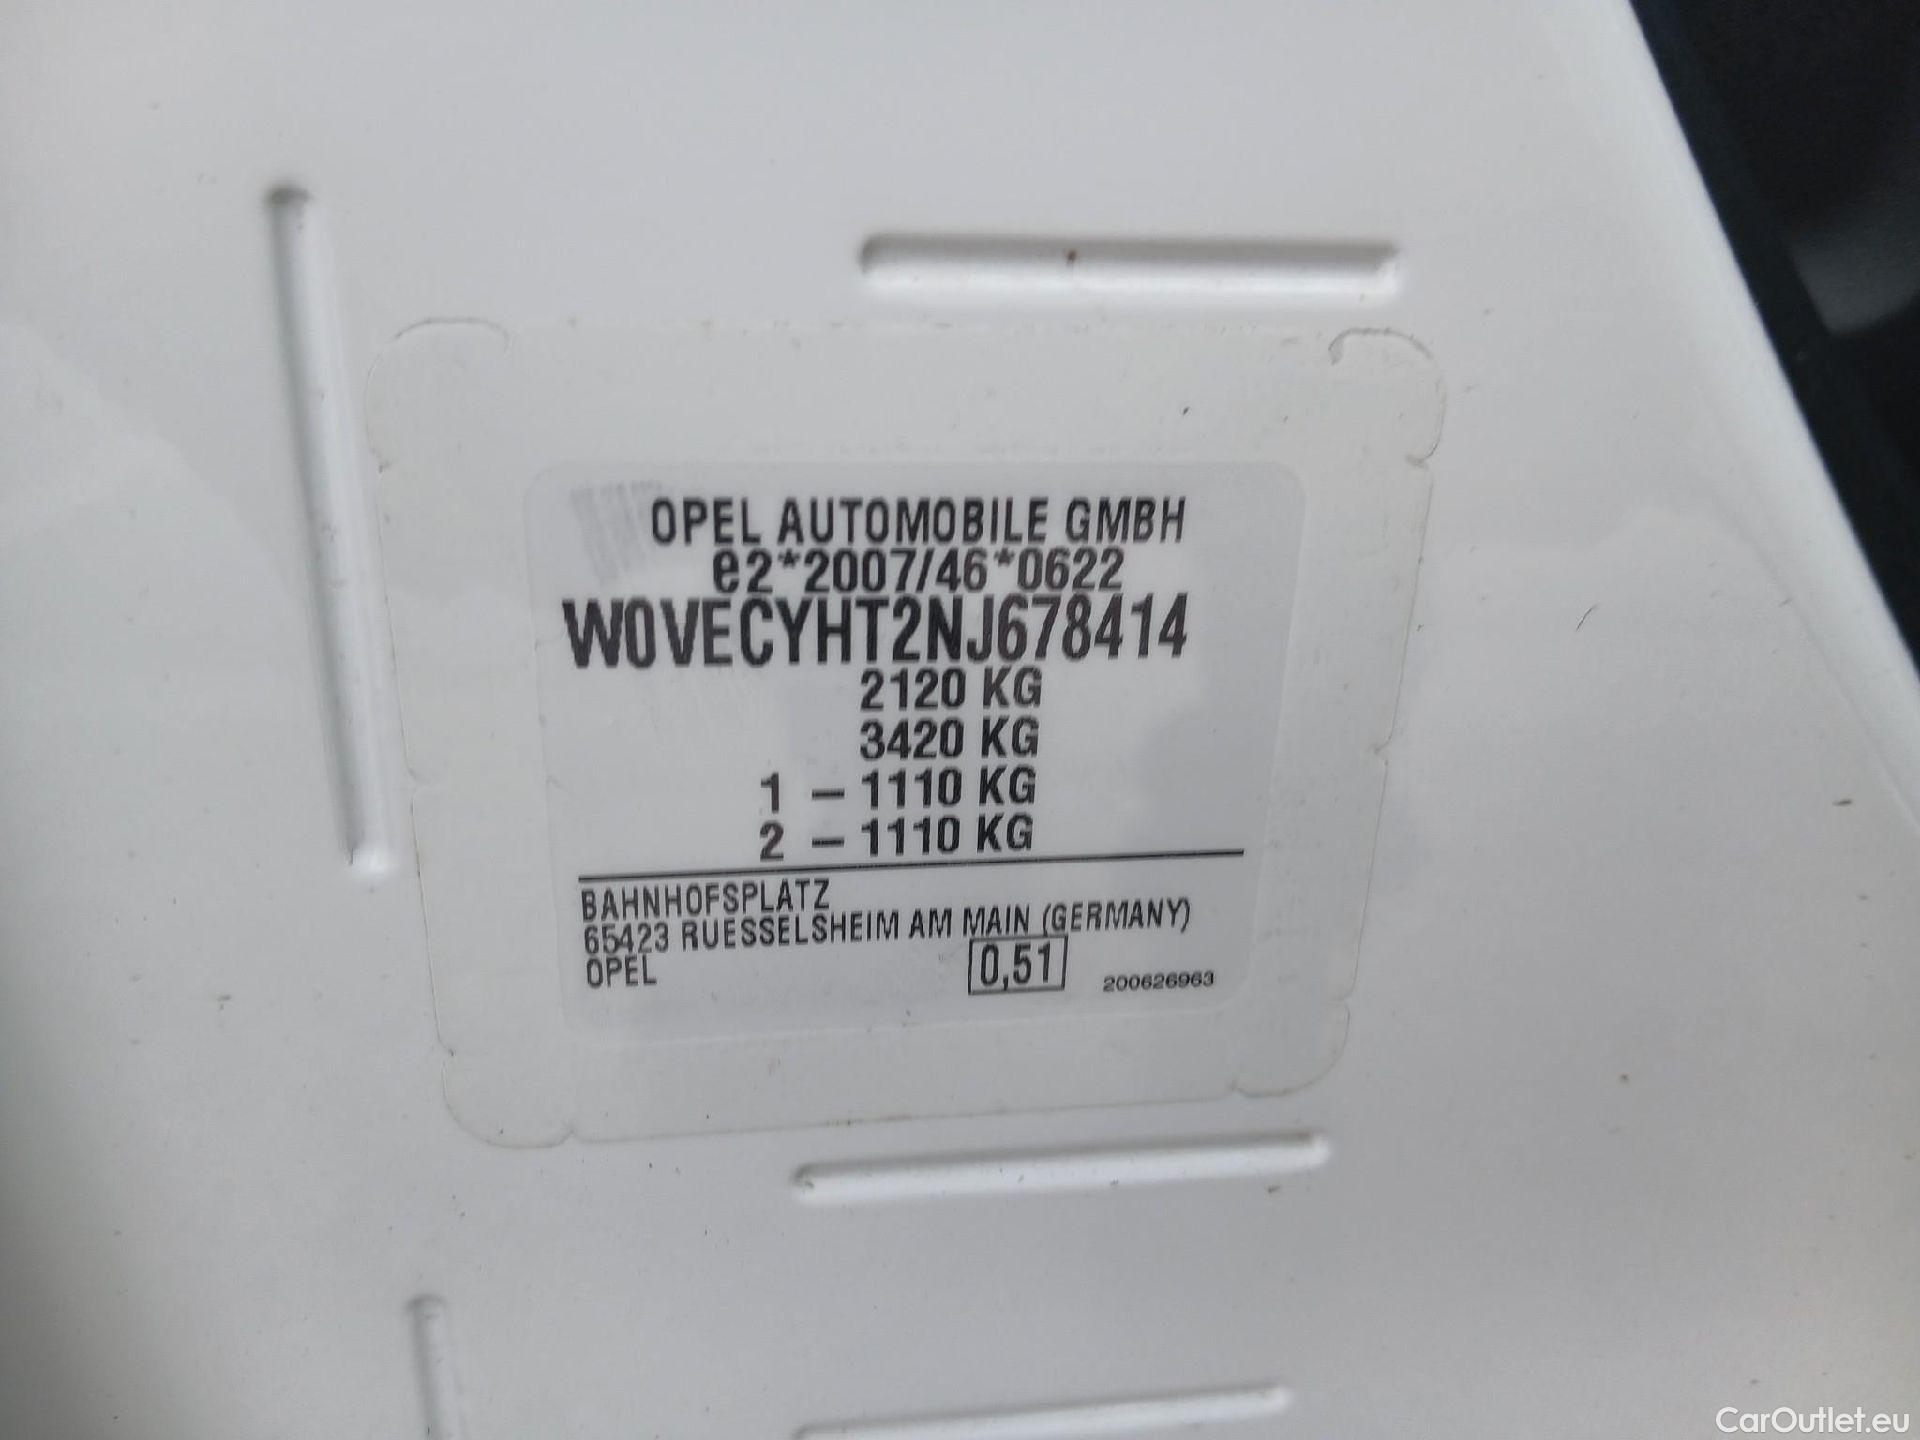 OPEL AUTOMOBILE GMBH
e2*2007/46*0622
W0VECYHT2NJ678414
2120 KG
3420 KG
1 – 1110 KG
2 – 1110 KG
BAHNHOFSPLATZ
65423 RUESSELSHEIM AM MAIN (GERMANY)
OPEL 0,51 200626963
CarOutlet.eu